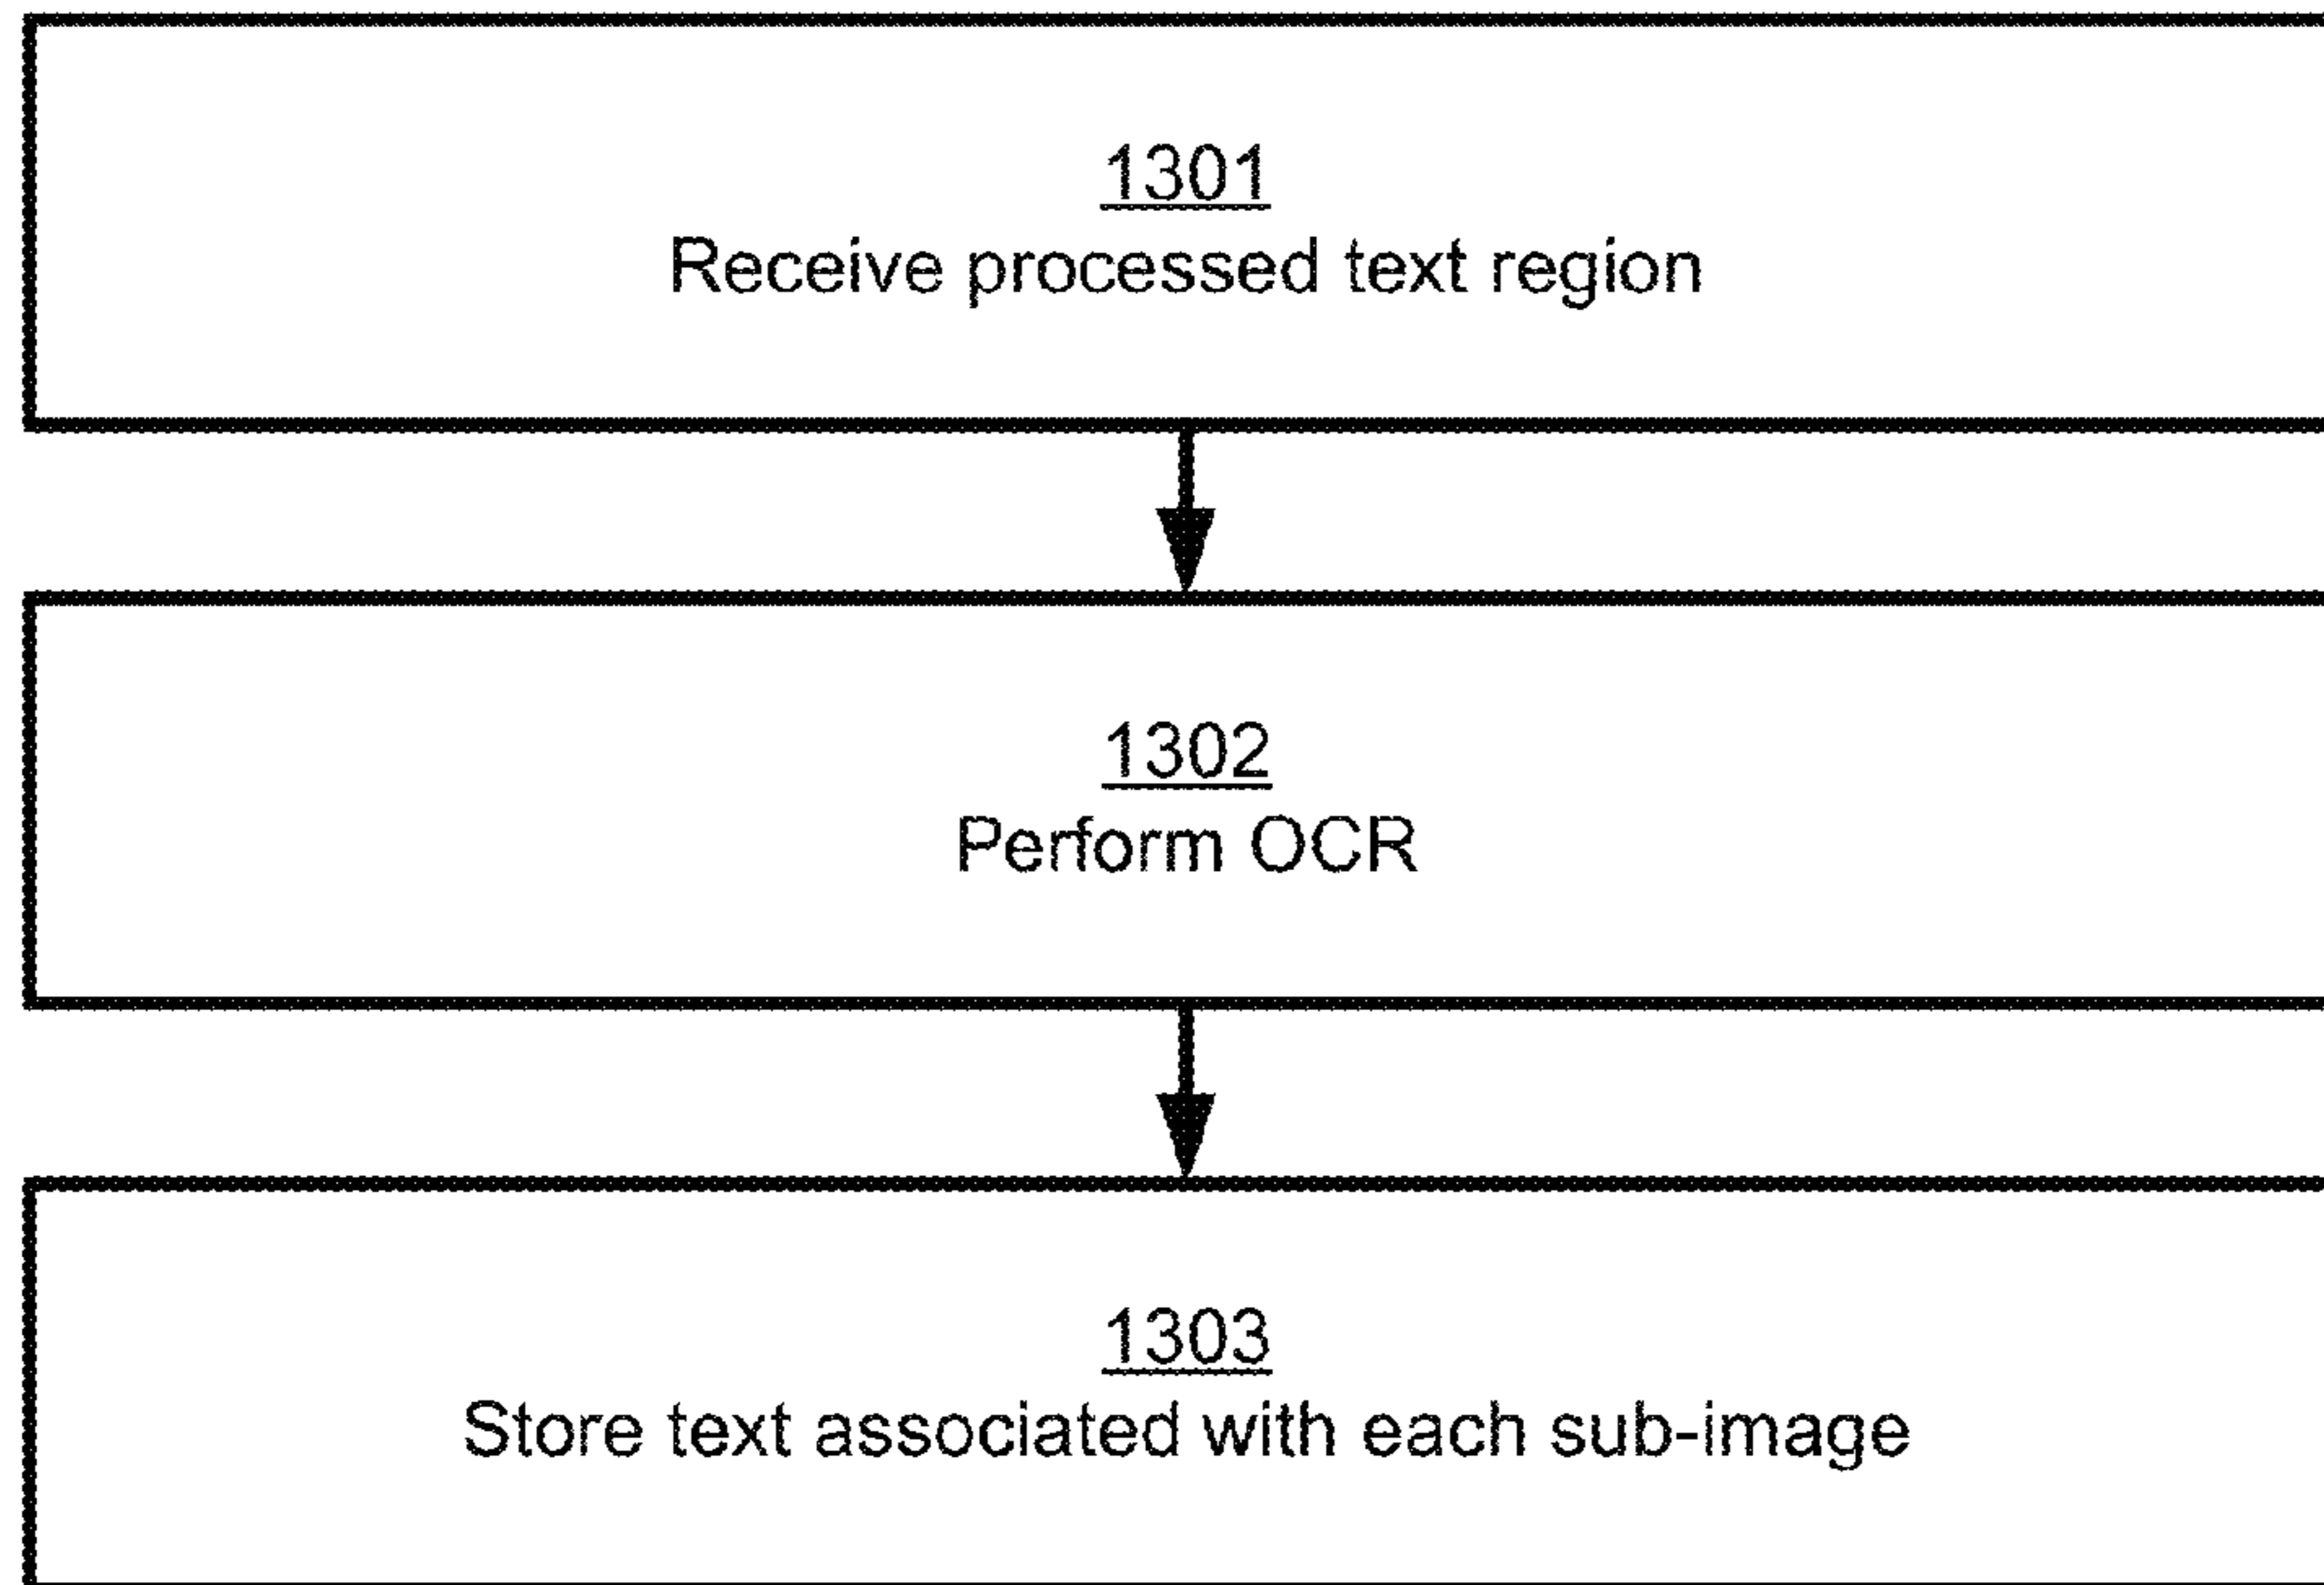 1301
Receive processed text region
1302
Perform OCR
1303
Store text associated with each sub-image